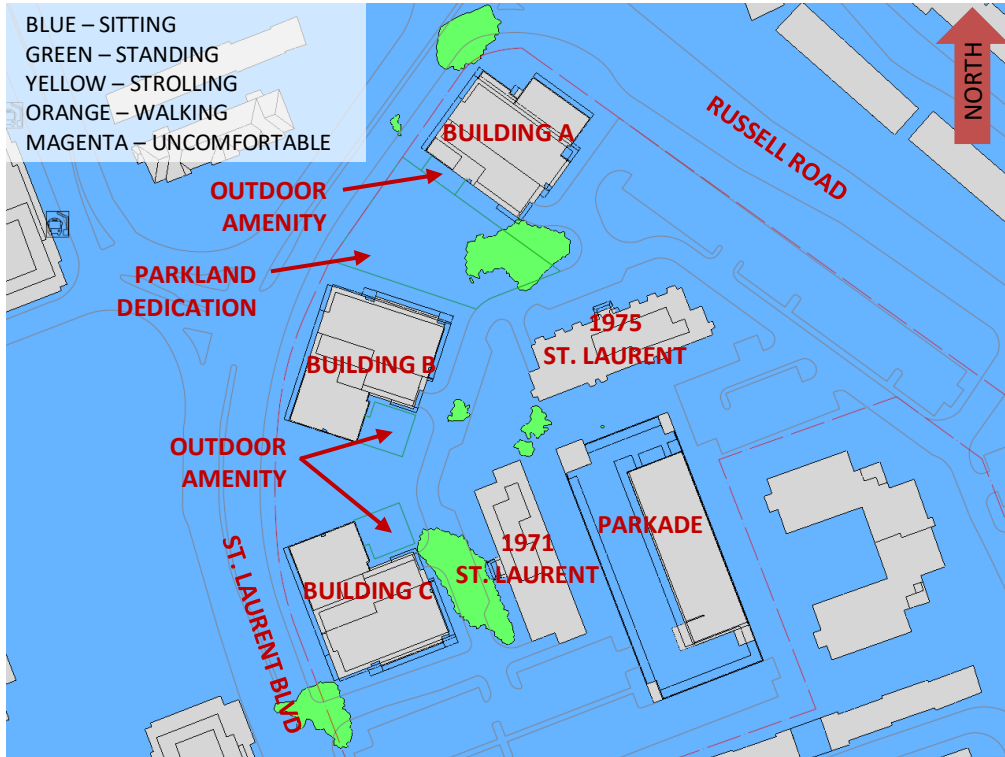 BLUE – SITTING
GREEN – STANDING
YELLOW – STROLLING
ORANGE – WALKING
MAGENTA – UNCOMFORTABLE
NORTH
BUILDING A
RUSSELL ROAD
OUTDOOR
AMENITY
PARKLAND
DEDICATION
1975
ST. LAURENT
BUILDING B
OUTDOOR
AMENITY
PARKADE
1971
ST. LAURENT
BUILDING C
ST. LAURENT BLVD